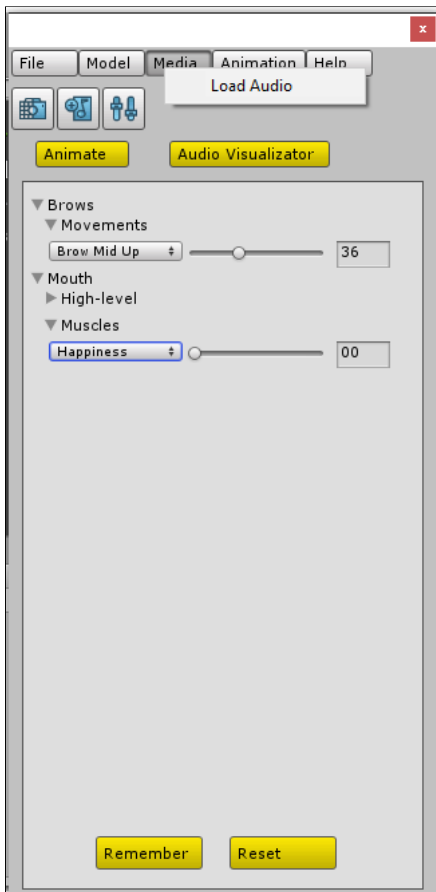 x
File Model Media Animation Help
Load Audio
Animate Audio Visualizator
Brows
Movements
Brow Mid Up 36
Mouth
High-level
Muscles
Happiness 00
Remember Reset